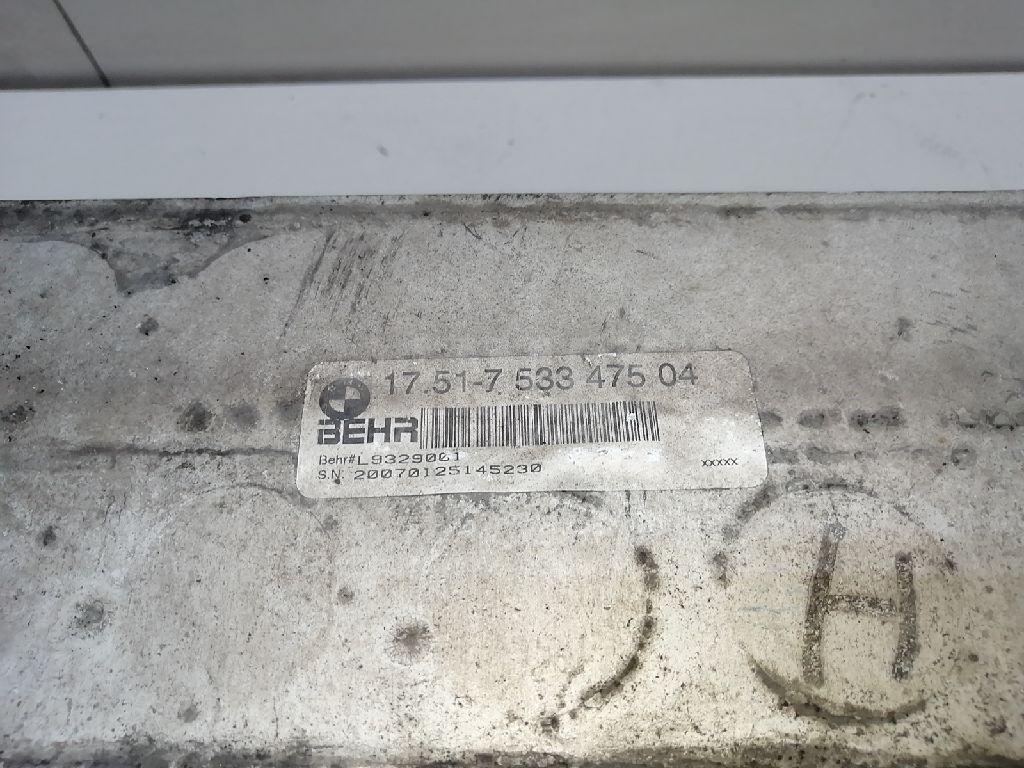 17.51-7 533 475 04
BEHR
Behr# L9329001
S.N: 20070125145230
xxxxx
H